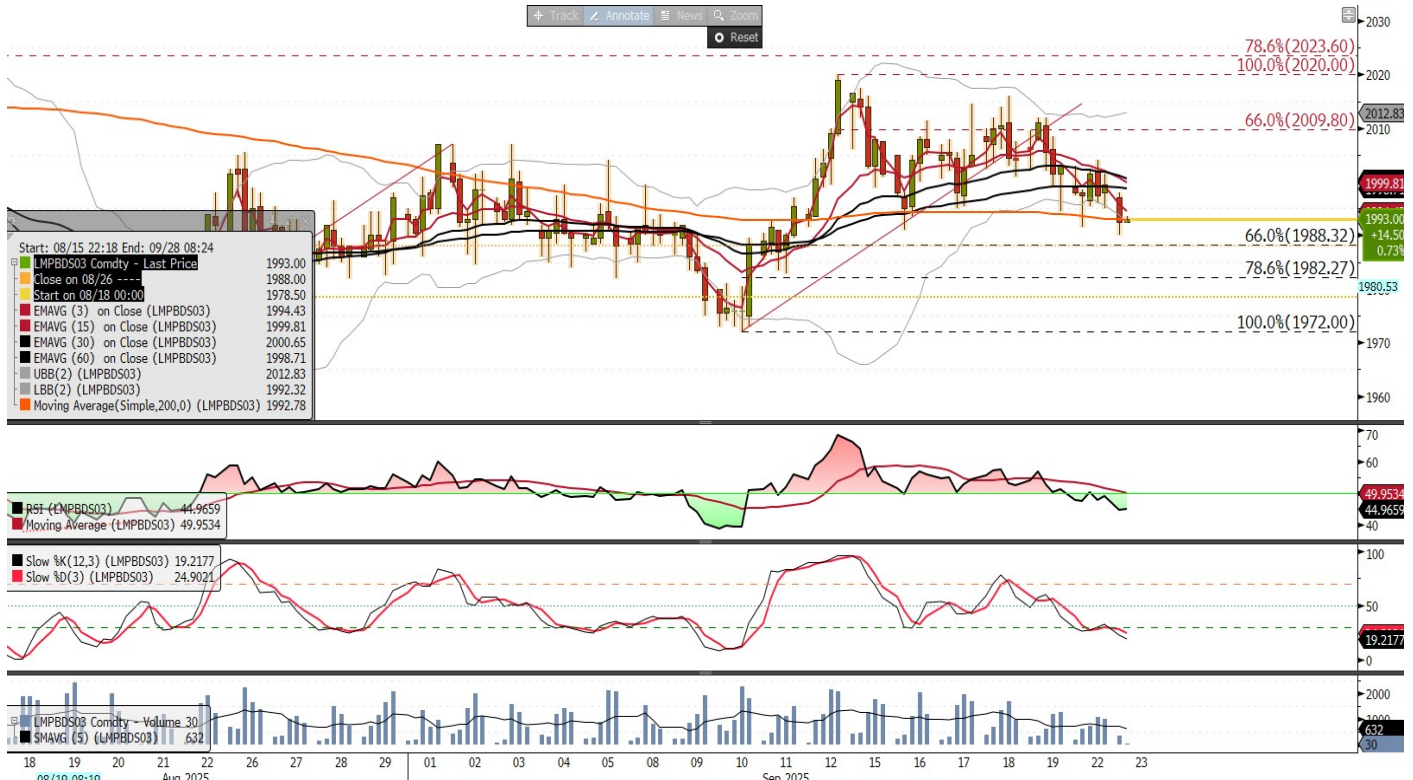 Track Annotate News Zoom
Reset
2030
78.6%(2023.60)
100.0%(2020.00)
2020
2012.83
2010
66.0%(2009.80)
1999.81
1993.00
+14.50
0.73%
66.0%(1988.32)
78.6%(1982.27)
1980.53
100.0%(1972.00)
1970
1960
Start: 08/15 22:18 End: 09/28 08:24
LMPBDS03 Comdty - Last Price 1993.00
Close on 08/26 ---- 1988.00
Start on 08/18 00:00 1978.50
EMAVG (3) on Close (LMPBDS03) 1994.43
EMAVG (15) on Close (LMPBDS03) 1999.81
EMAVG (30) on Close (LMPBDS03) 2000.65
EMAVG (60) on Close (LMPBDS03) 1998.71
UBB(2) (LMPBDS03) 2012.83
LBB(2) (LMPBDS03) 1992.32
Moving Average(Simple,200,0) (LMPBDS03) 1992.78
70
60
49.9534
44.9659
40
RSI (LMPBDS03) 44.9659
Moving Average (LMPBDS03) 49.9534
100
50
19.2177
0
Slow %K(12,3) (LMPBDS03) 19.2177
Slow %D(3) (LMPBDS03) 24.9021
2000
1000
632
30
LMPBDS03 Comdty - Volume 30
SMAVG (5) (LMPBDS03) 632
18 19 20 21 22 26 27 28 29 01 02 03 04 05 08 09 10 11 12 15 16 17 18 19 22 23
08/19 08:19 Aug 2025 Sep 2025